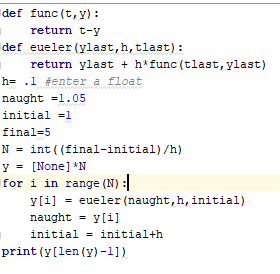 def func(t,y):
    return t-y
def eueler(ylast,h,tlast):
    return ylast + h*func(tlast,ylast)
h= .1 #enter a float
naught =1.05
initial =1
final=5
N = int((final-initial)/h)
y = [None]*N
for i in range(N):
    y[i] = eueler(naught,h,initial)
    naught = y[i]
    initial = initial+h
print(y[len(y)-1])